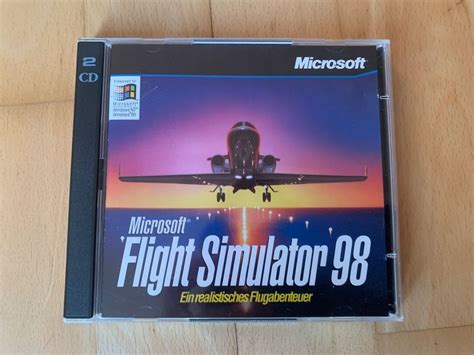 2
CD
Microsoft
Microsoft
Flight Simulator 98
Ein realistisches Flugabenteuer